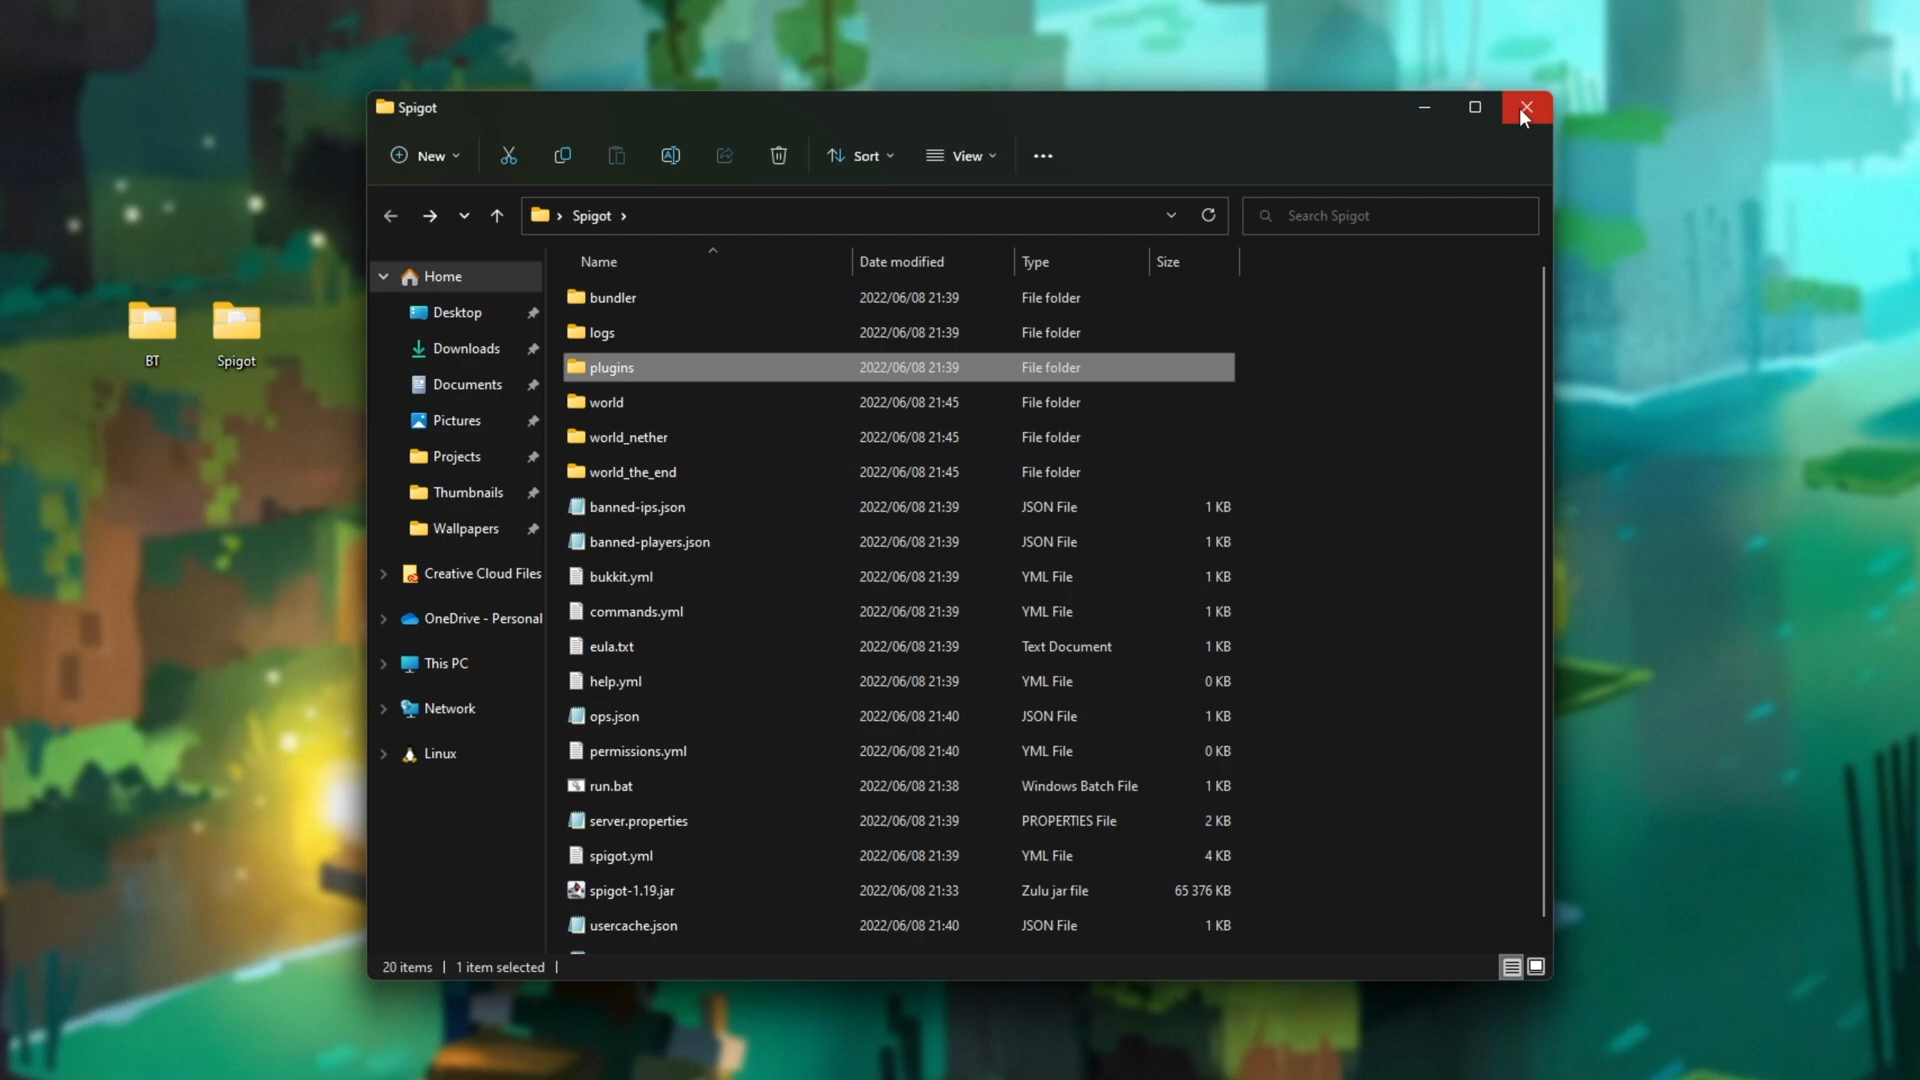 Spigot
New
Sort
View
Spigot
Search Spigot
Name Date modified Type Size
Home
Desktop
Downloads
Documents
Pictures
Projects
Thumbnails
Wallpapers
Creative Cloud Files
OneDrive - Personal
This PC
Network
Linux
bundler 2022/06/08 21:39 File folder
logs 2022/06/08 21:39 File folder
plugins 2022/06/08 21:39 File folder
world 2022/06/08 21:45 File folder
world_nether 2022/06/08 21:45 File folder
world_the_end 2022/06/08 21:45 File folder
banned-ips.json 2022/06/08 21:39 JSON File 1 KB
banned-players.json 2022/06/08 21:39 JSON File 1 KB
bukkit.yml 2022/06/08 21:39 YML File 1 KB
commands.yml 2022/06/08 21:39 YML File 1 KB
eula.txt 2022/06/08 21:39 Text Document 1 KB
help.yml 2022/06/08 21:39 YML File 0 KB
ops.json 2022/06/08 21:40 JSON File 1 KB
permissions.yml 2022/06/08 21:40 YML File 0 KB
run.bat 2022/06/08 21:38 Windows Batch File 1 KB
server.properties 2022/06/08 21:39 PROPERTIES File 2 KB
spigot.yml 2022/06/08 21:39 YML File 4 KB
spigot-1.19.jar 2022/06/08 21:33 Zulu jar file 65 376 KB
usercache.json 2022/06/08 21:40 JSON File 1 KB
20 items 1 item selected
BT
Spigot